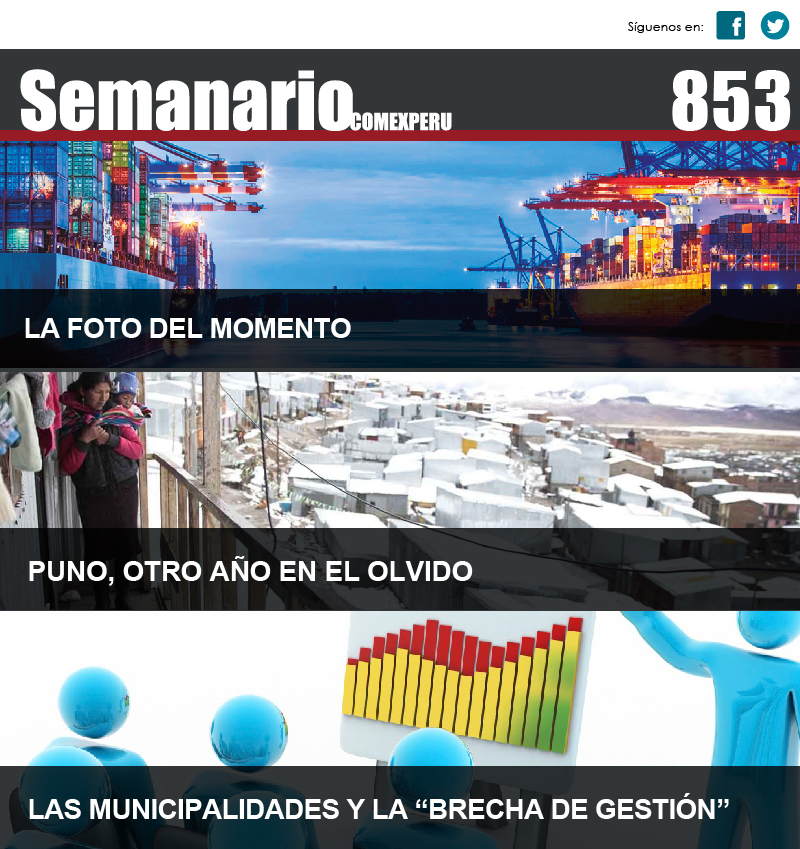 Síguenos en:
Semanario COMEXPERU 853
LA FOTO DEL MOMENTO
PUNO, OTRO AÑO EN EL OLVIDO
LAS MUNICIPALIDADES Y LA “BRECHA DE GESTIÓN”